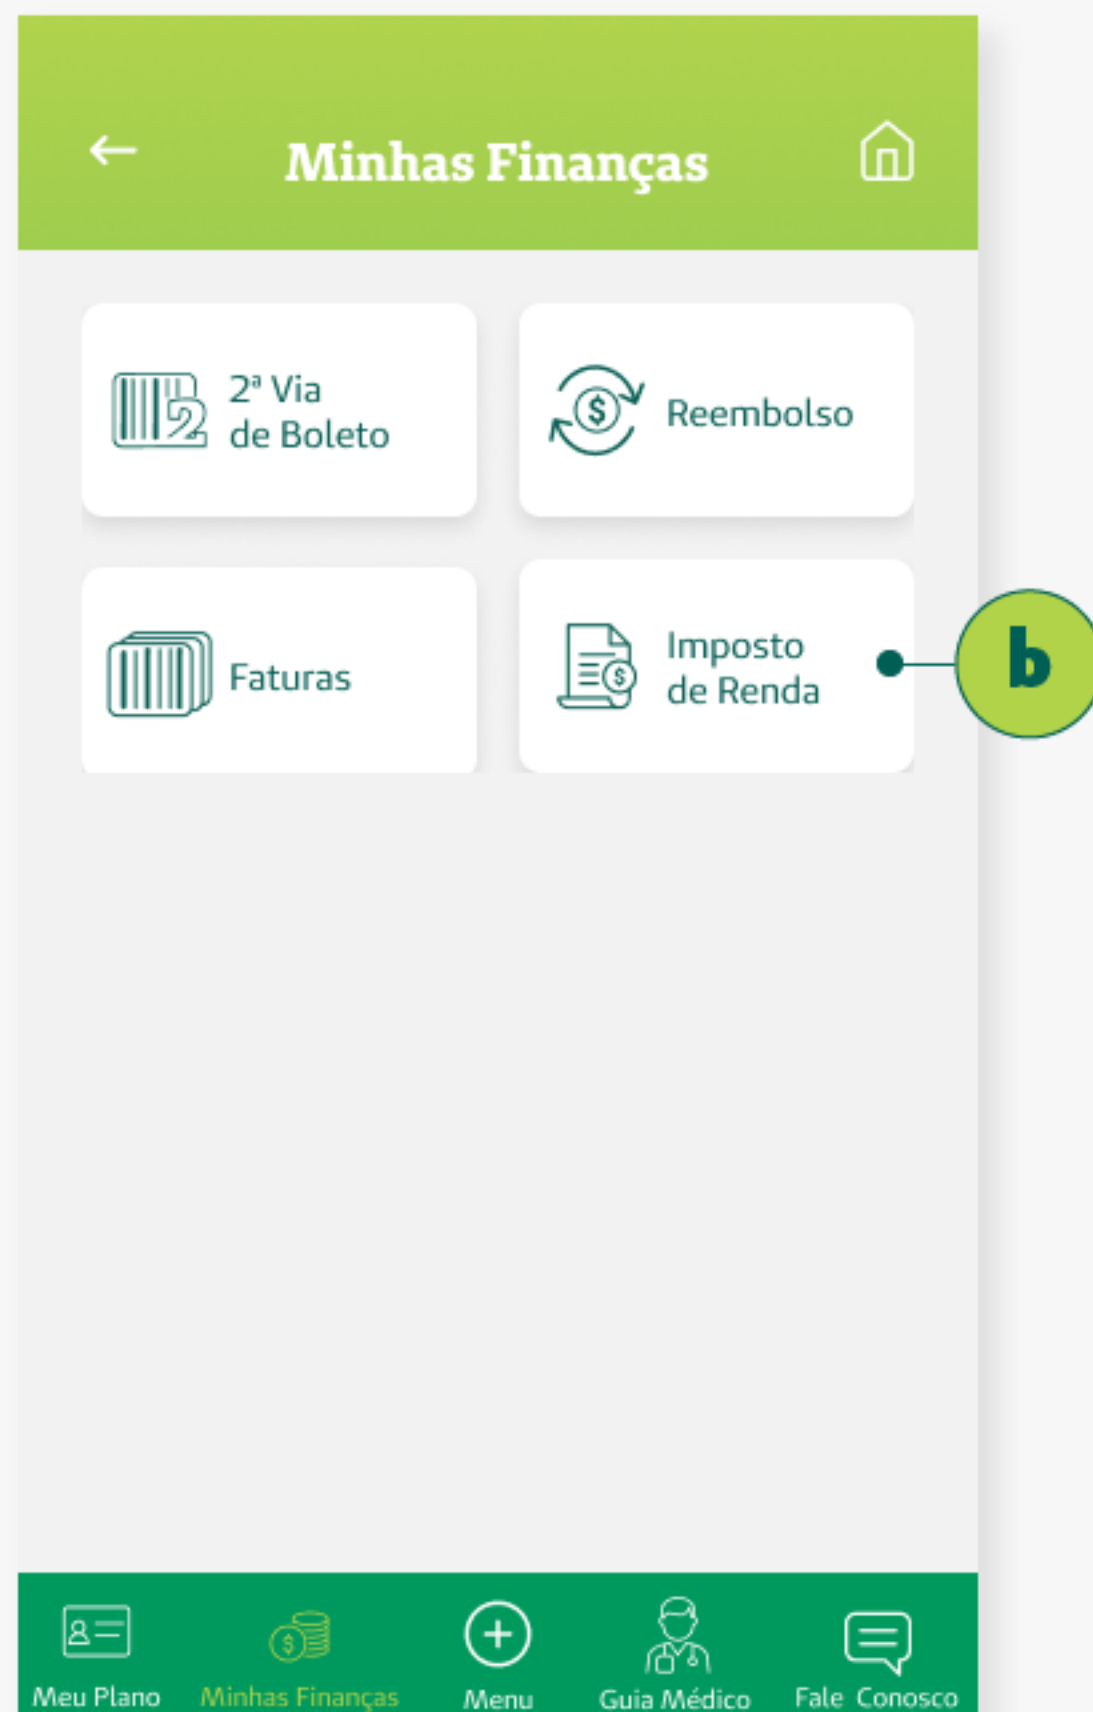 Minhas Finanças
2ª Via
de Boleto
Reembolso
$
Faturas
Imposto
de Renda
$
b
$
Meu Plano
Minhas Finanças
Menu
Guia Médico
Fale Conosco